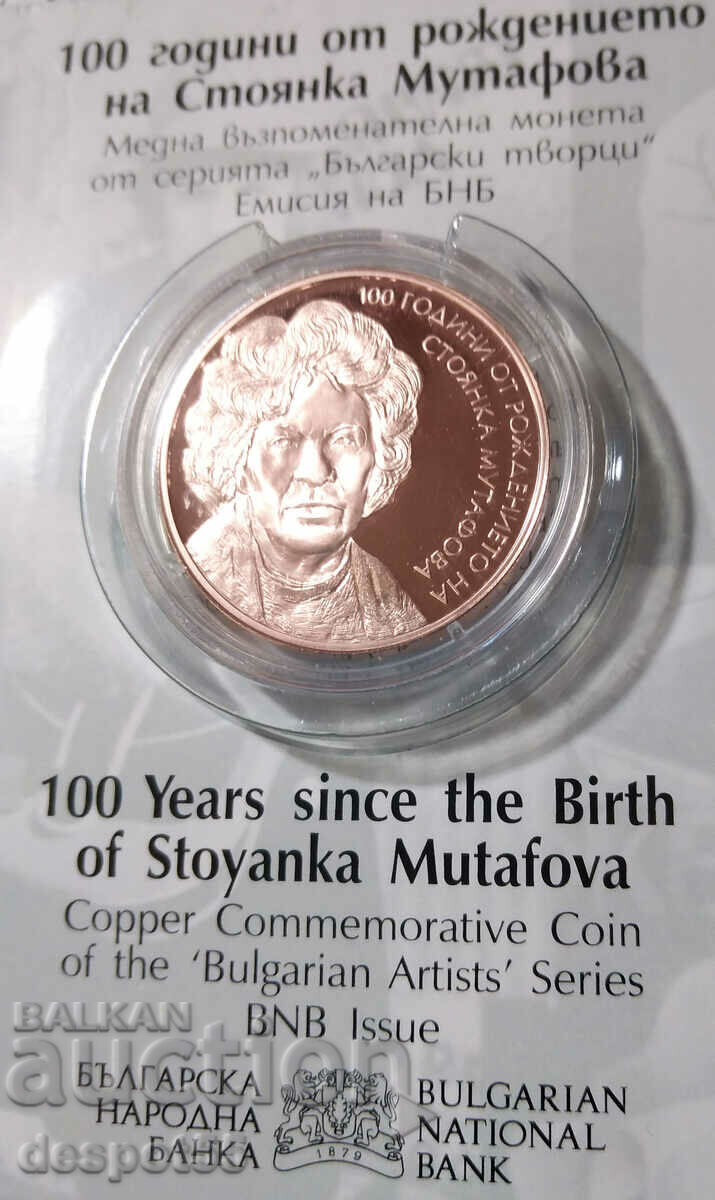 100 години от рождението
на Стоянка Мутафова
Медна възпоменателна монета
от серията „Български творци“
Емисия на БНБ
100 ГОДИНИ ОТ РОЖДЕНИЕТО НА
СТОЯНКА МУТАФОВА
100 Years since the Birth
of Stoyanka Mutafova
Copper Commemorative Coin
of the ‘Bulgarian Artists’ Series
BNB Issue
BALKAN
auction
БЪЛГАРСКА
НАРОДНА
БАНКА
1879
BULGARIAN
NATIONAL
BANK